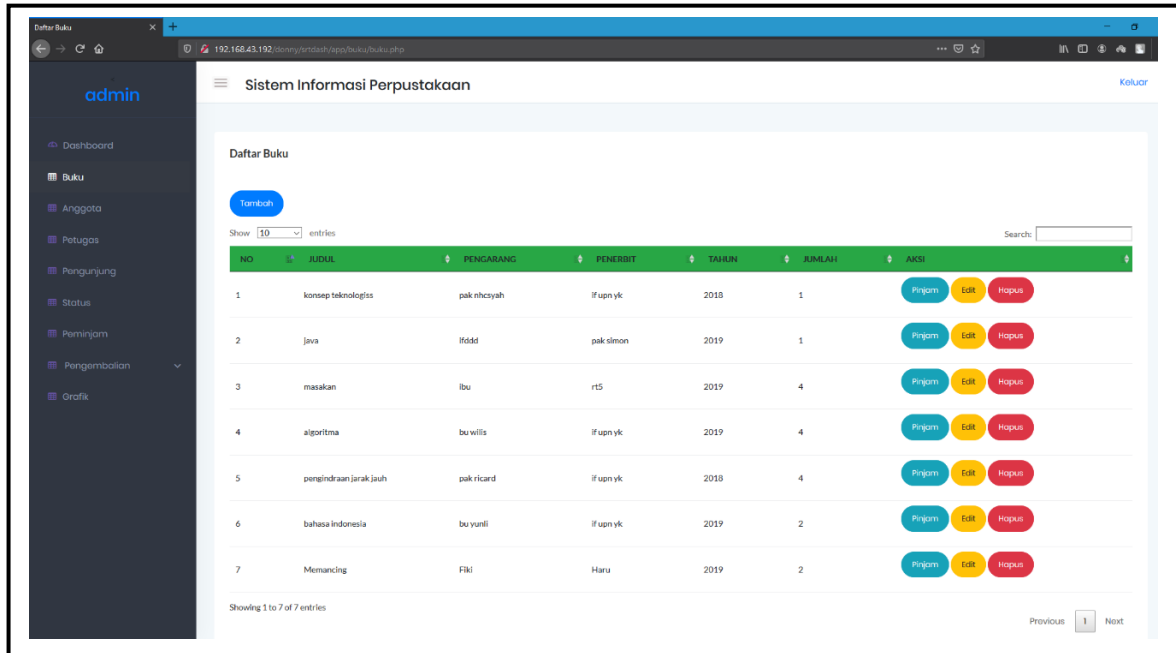 Daftar Buku
192.168.43.192/donny/srtdash/app/buku/buku.php
admin
Sistem Informasi Perpustakaan
Keluar
Dashboard
Buku
Anggota
Petugas
Pengunjung
Status
Peminjam
Pengembalian
Grafik
Daftar Buku
Tambah
Show 10 entries
Search:
NO JUDUL PENGARANG PENERBIT TAHUN JUMLAH AKSI
1 konsep teknologiss pak nhcsyah if upn yk 2018 1 Pinjam Edit Hapus
2 java ifddd pak simon 2019 1 Pinjam Edit Hapus
3 masakan ibu rt5 2019 4 Pinjam Edit Hapus
4 algoritma bu wilis if upn yk 2019 4 Pinjam Edit Hapus
5 pengindraan jarak jauh pak ricard if upn yk 2018 4 Pinjam Edit Hapus
6 bahasa indonesia bu yunli if upn yk 2019 2 Pinjam Edit Hapus
7 Memancing Fiki Haru 2019 2 Pinjam Edit Hapus
Showing 1 to 7 of 7 entries
Previous 1 Next